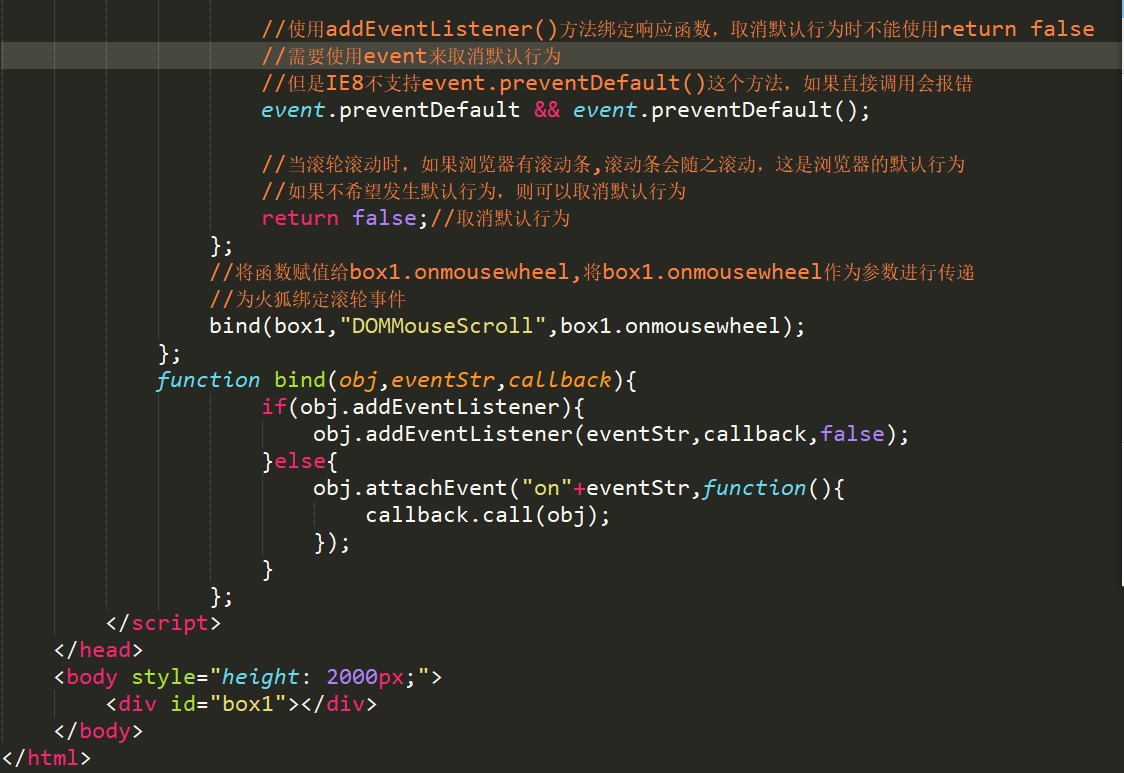 //使用addEventListener()方法绑定响应函数，取消默认行为时不能使用return false
//需要使用event来取消默认行为
//但是IE8不支持event.preventDefault()这个方法，如果直接调用会报错
event.preventDefault && event.preventDefault();
//当滚轮滚动时，如果浏览器有滚动条,滚动条会随之滚动，这是浏览器的默认行为
//如果不希望发生默认行为，则可以取消默认行为
return false;//取消默认行为
};
//将函数赋值给box1.onmousewheel,将box1.onmousewheel作为参数进行传递
//为火狐绑定滚轮事件
bind(box1,"DOMMouseScroll",box1.onmousewheel);
};
function bind(obj,eventStr,callback){
if(obj.addEventListener){
obj.addEventListener(eventStr,callback,false);
}else{
obj.attachEvent("on"+eventStr,function(){
callback.call(obj);
});
}
};
</script>
</head>
<body style="height: 2000px;">
<div id="box1"></div>
</body>
</html>